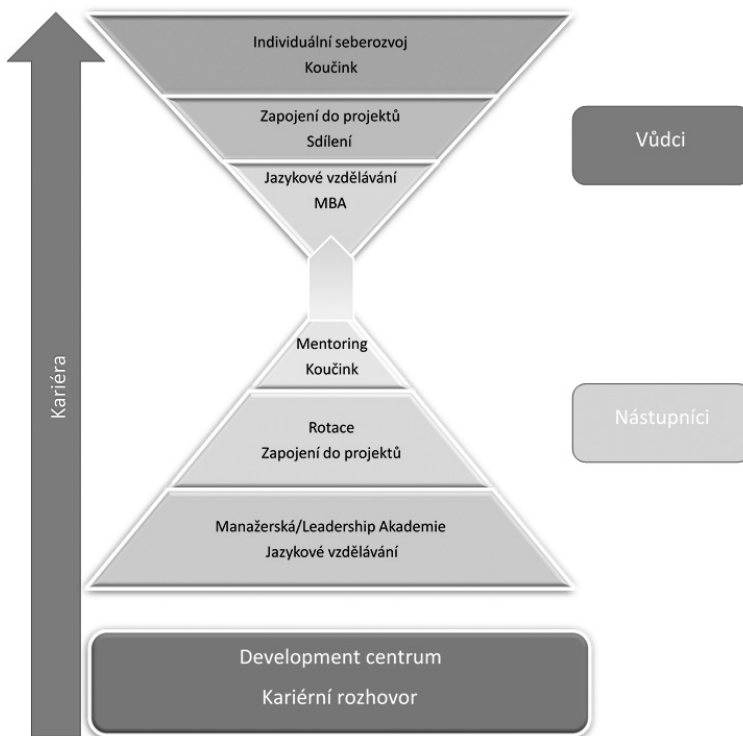 Individuální seberozvoj
Koučink
Zapojení do projektů
Sdílení
Vůdci
Jazykové vzdělávání
MBA
Mentoring
Koučink
Kariéra
Nástupníci
Rotace
Zapojení do projektů
Manažerská/Leadership Akademie
Jazykové vzdělávání
Development centrum
Kariérní rozhovor